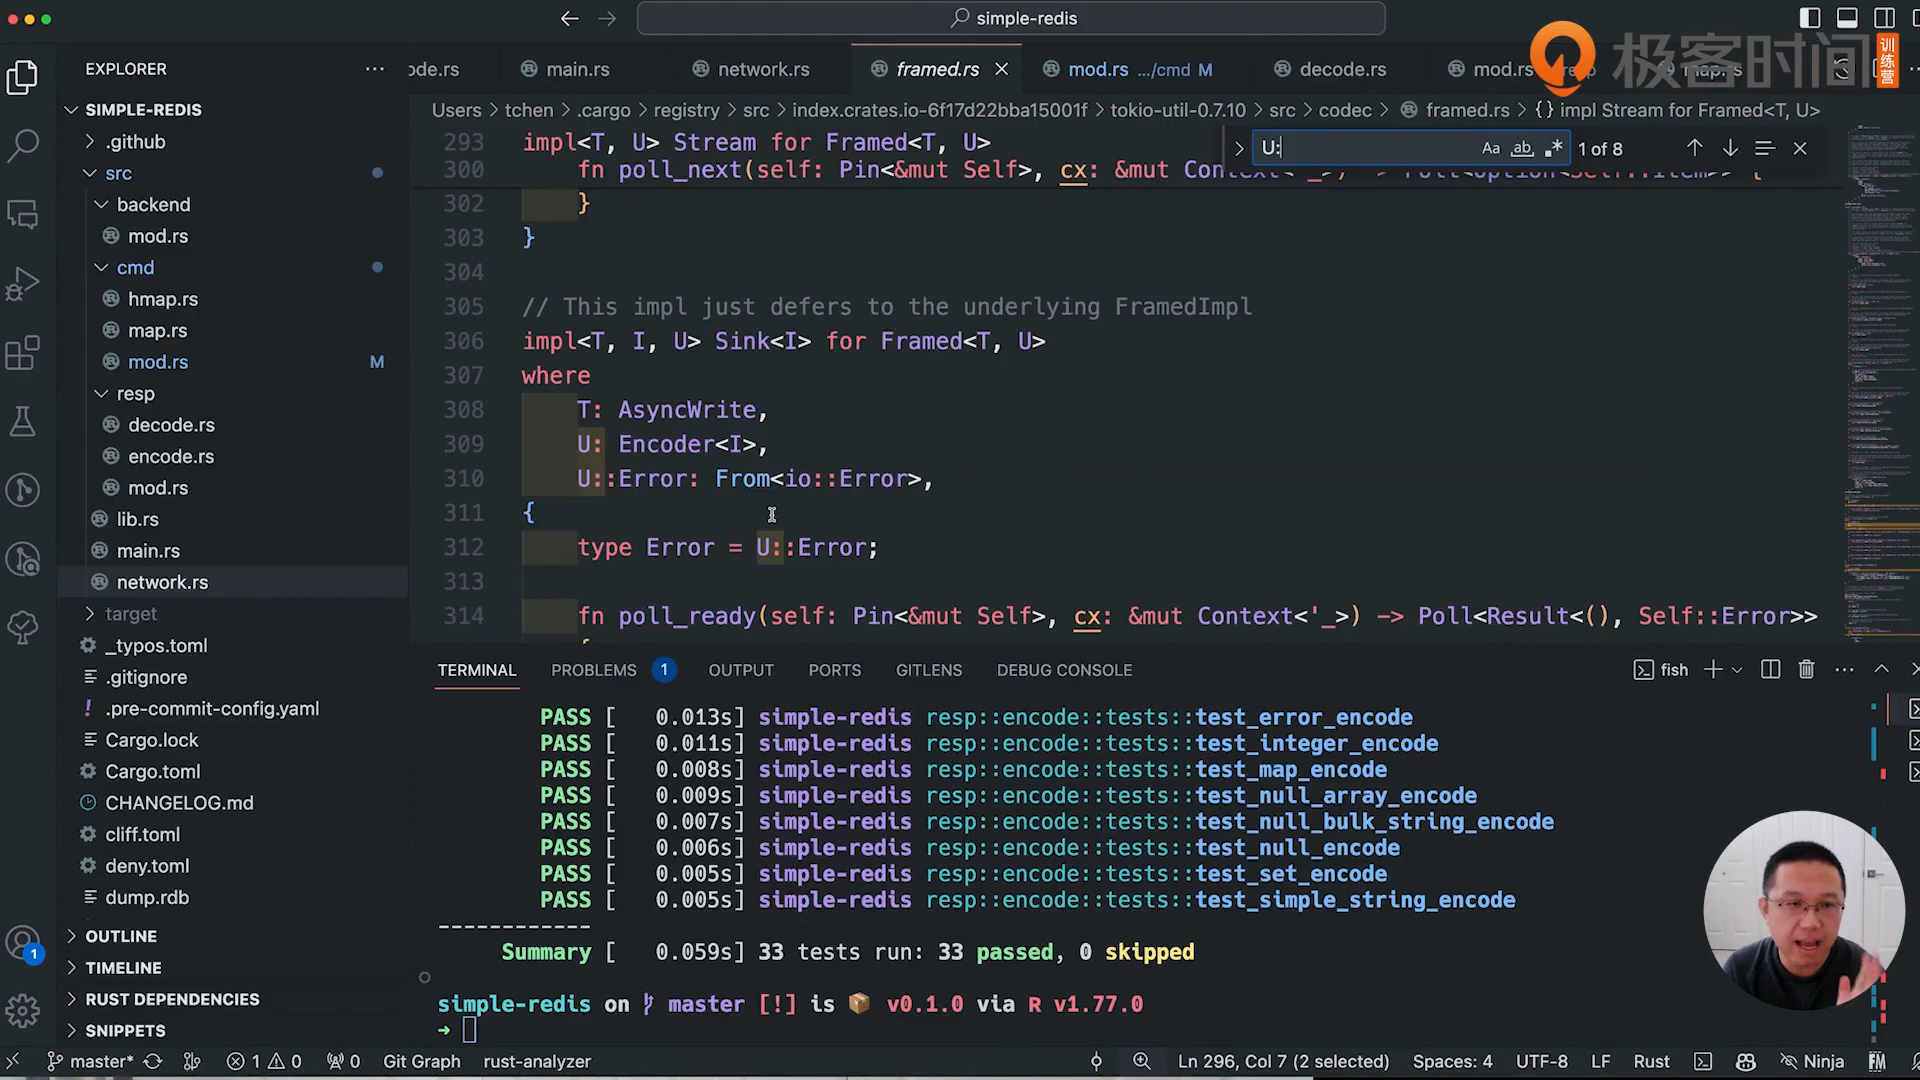 simple-redis
极客时间 训练营
EXPLORER
ode.rs
main.rs
network.rs
framed.rs
mod.rs .../cmd M
decode.rs
mod.rs
Users > tchen > .cargo > registry > src > index.crates.io-6f17d22bba15001f > tokio-util-0.7.10 > src > codec > framed.rs > {} impl Stream for Framed<T, U>
U:
Aa ab .* 1 of 8
SIMPLE-REDIS
.github
src
backend
mod.rs
cmd
hmap.rs
map.rs
mod.rs M
resp
decode.rs
encode.rs
mod.rs
lib.rs
main.rs
network.rs
target
_typos.toml
.gitignore
.pre-commit-config.yaml
Cargo.lock
Cargo.toml
CHANGELOG.md
cliff.toml
deny.toml
dump.rdb
OUTLINE
TIMELINE
RUST DEPENDENCIES
SNIPPETS
293 impl<T, U> Stream for Framed<T, U>
300 fn poll_next(self: Pin<&mut Self>, cx: &mut Context<'_>) -> Poll<Option<Self::Item>> {
302 }
303 }
304
305 // This impl just defers to the underlying FramedImpl
306 impl<T, I, U> Sink<I> for Framed<T, U>
307 where
308 T: AsyncWrite,
309 U: Encoder<I>,
310 U::Error: From<io::Error>,
311 {
312 type Error = U::Error;
313
314 fn poll_ready(self: Pin<&mut Self>, cx: &mut Context<'_>) -> Poll<Result<(), Self::Error>>
TERMINAL PROBLEMS 1 OUTPUT PORTS GITLENS DEBUG CONSOLE
fish
PASS [ 0.013s] simple-redis resp::encode::tests::test_error_encode
PASS [ 0.011s] simple-redis resp::encode::tests::test_integer_encode
PASS [ 0.008s] simple-redis resp::encode::tests::test_map_encode
PASS [ 0.009s] simple-redis resp::encode::tests::test_null_array_encode
PASS [ 0.007s] simple-redis resp::encode::tests::test_null_bulk_string_encode
PASS [ 0.006s] simple-redis resp::encode::tests::test_null_encode
PASS [ 0.005s] simple-redis resp::encode::tests::test_set_encode
PASS [ 0.005s] simple-redis resp::encode::tests::test_simple_string_encode
------------
Summary [ 0.059s] 33 tests run: 33 passed, 0 skipped
simple-redis on master [!] is 📦 v0.1.0 via R v1.77.0
→
1
master* 1 0 0 Git Graph rust-analyzer
Ln 296, Col 7 (2 selected) Spaces: 4 UTF-8 LF Rust Ninja